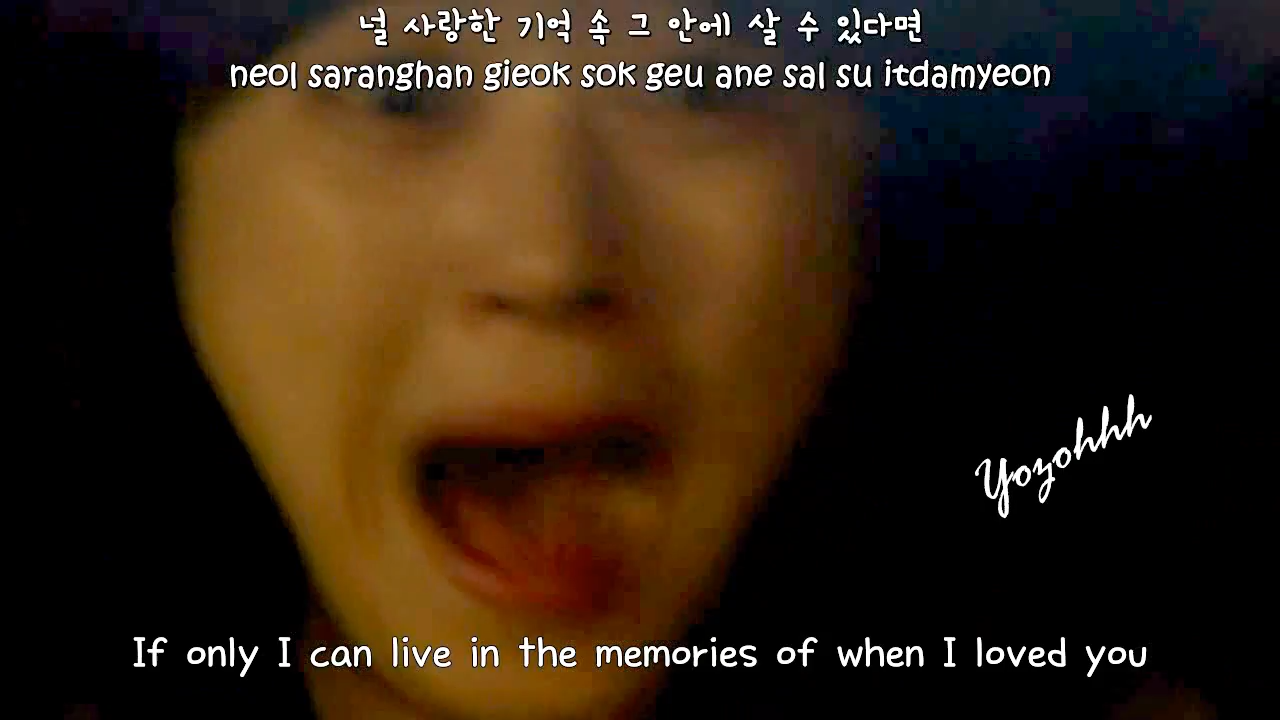 널 사랑한 기억 속 그 안에 살 수 있다면
neol saranghan gieok sok geu ane sal su itdamyeon
Yozohhh
If only I can live in the memories of when I loved you